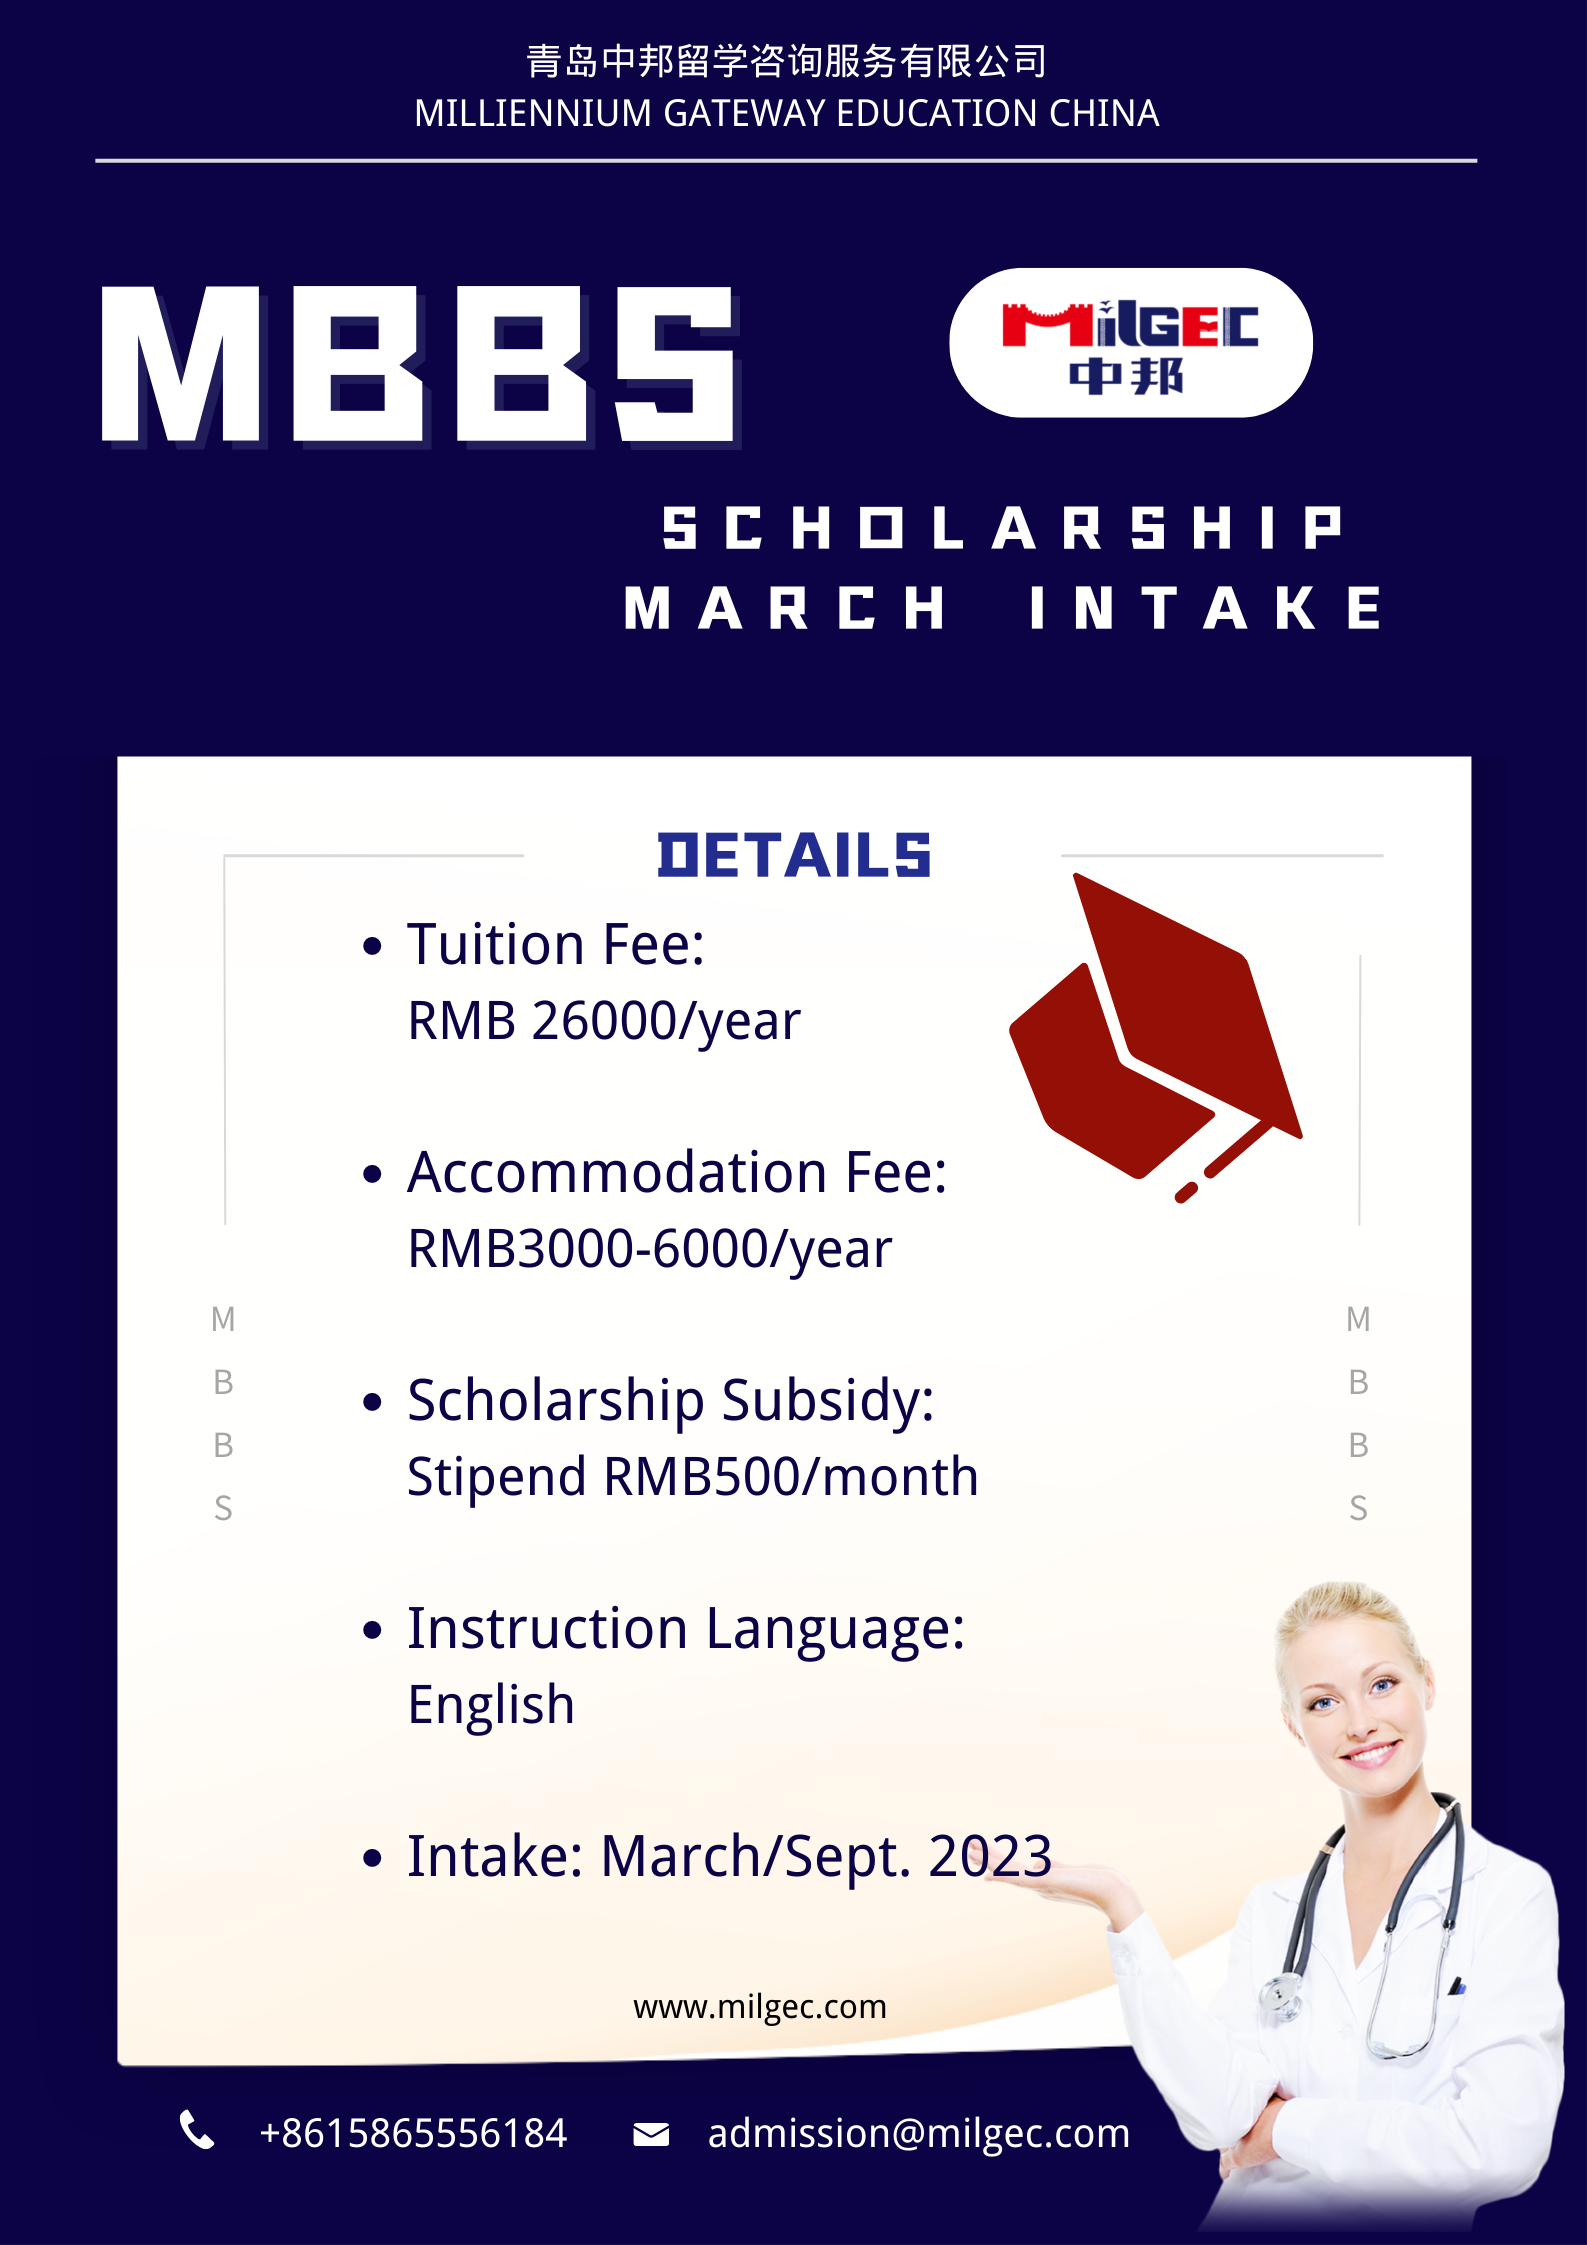 青岛中邦留学咨询服务有限公司
MILLIENNIUM GATEWAY EDUCATION CHINA
MBBS
MilGEC
中邦
SCHOLARSHIP
MARCH INTAKE
DETAILS
• Tuition Fee:
RMB 26000/year
• Accommodation Fee:
RMB3000-6000/year
• Scholarship Subsidy:
Stipend RMB500/month
• Instruction Language:
English
• Intake: March/Sept. 2023
M
B
B
S
M
B
B
S
www.milgec.com
+8615865556184
admission@milgec.com